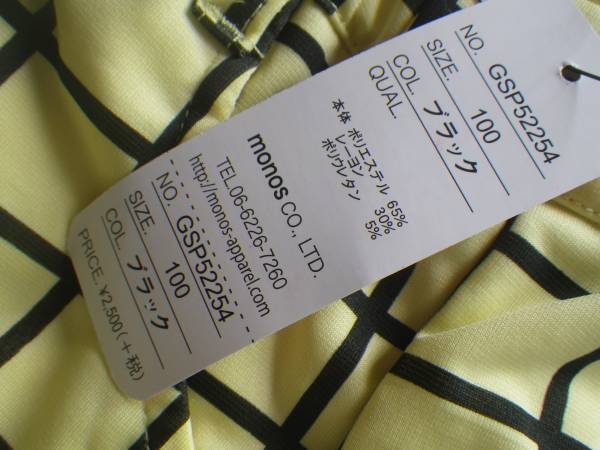 NO. GSP52254
SIZE. 100
COL. ブラック
QUAL.
本体 ポリエステル 65%
レーヨン 30%
ポリウレタン 5%
monos CO., LTD.
TEL.06-6226-7260
http://monos-apparel.com
NO. GSP52254
SIZE. 100
COL. ブラック
PRICE. ¥2,500(+税)